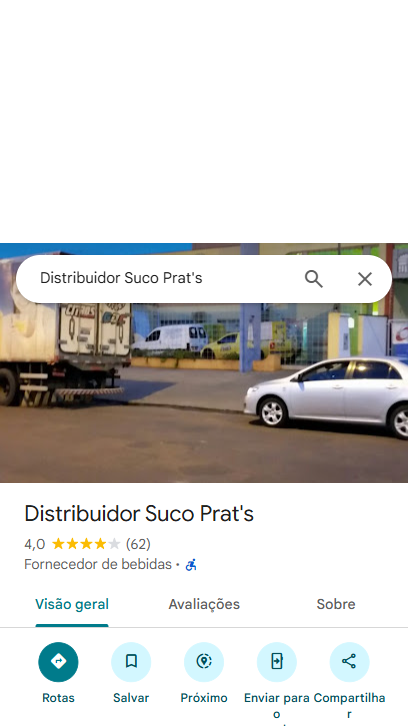 Distribuidor Suco Prat's
Distribuidor Suco Prat's
4,0 (62)
Fornecedor de bebidas ·
Visão geral Avaliações Sobre
Rotas Salvar Próximo Enviar para o Compartilhar